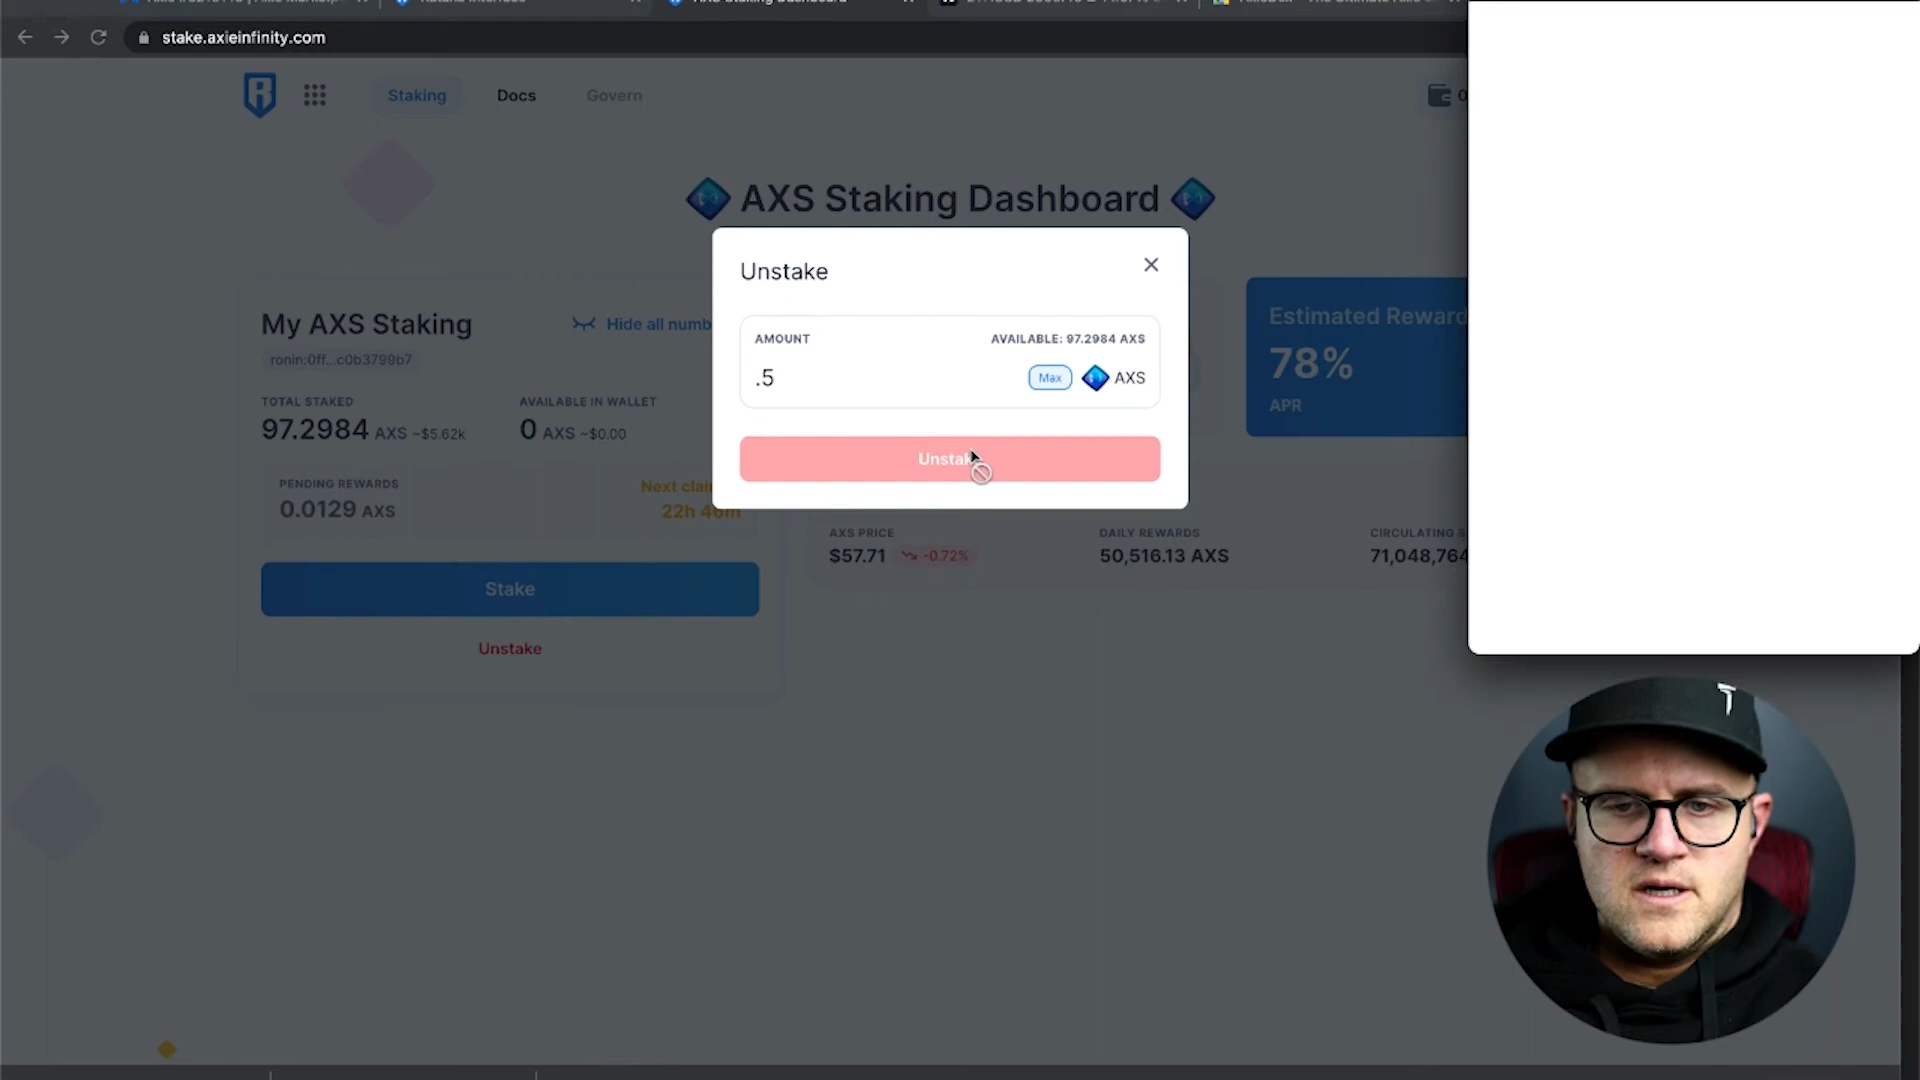 stake.axieinfinity.com
Staking
Docs
Govern
0
AXS Staking Dashboard
Unstake
AMOUNT
AVAILABLE: 97.2984 AXS
.5
Max
AXS
Unstake
My AXS Staking
Hide all numb
ronin:0ff...c0b3799b7
TOTAL STAKED
AVAILABLE IN WALLET
97.2984 AXS ~$5.62k
0 AXS ~$0.00
PENDING REWARDS
Next clai
0.0129 AXS
22h 46m
Stake
Unstake
Estimated Reward
78%
APR
AXS PRICE
DAILY REWARDS
CIRCULATING S
$57.71
-0.72%
50,516.13 AXS
71,048,764